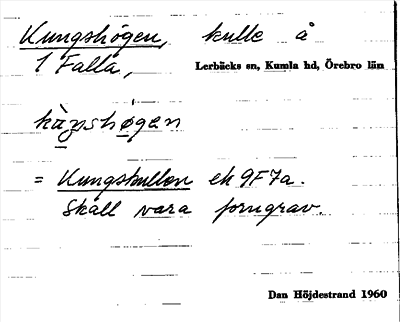 Kungshögen, kulle å
1 Falla, Lerbäcks sn, Kumla hd, Örebro län
= Kungskullen ek 9F7a.
Skall vara forngrav.
Dan Höjdestrand 1960